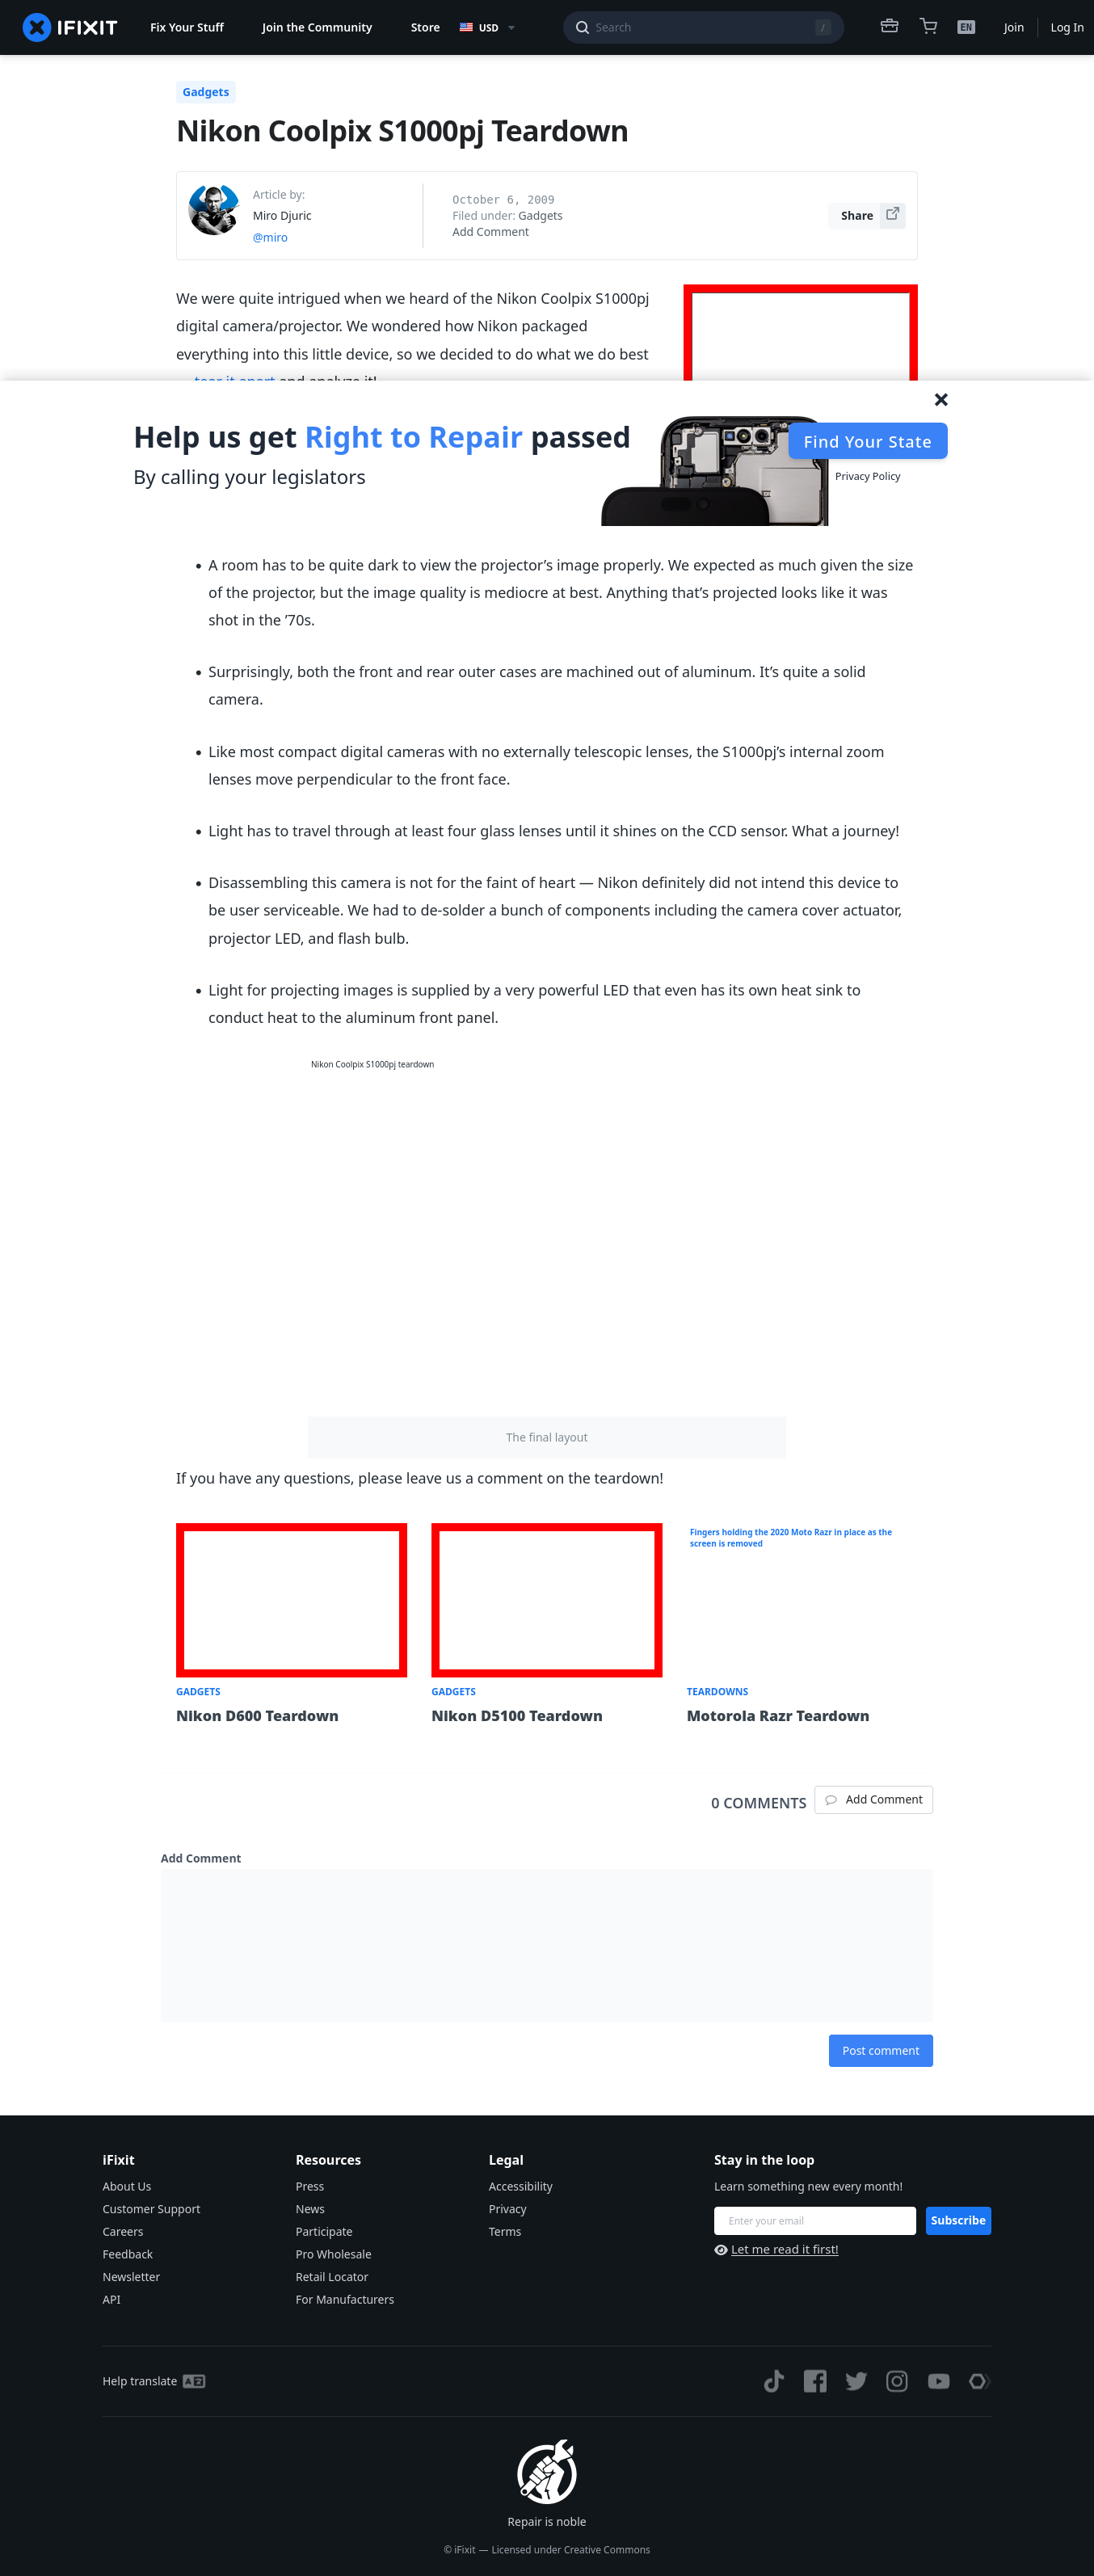 IFIXIT
Fix Your Stuff
Join the Community
Store
USD
Search
/
EN
Join
Log In
Gadgets
Nikon Coolpix S1000pj Teardown
Article by:
Miro Djuric
@miro
October 6, 2009
Filed under: Gadgets
Add Comment
Share
We were quite intrigued when we heard of the Nikon Coolpix S1000pj
digital camera/projector. We wondered how Nikon packaged
everything into this little device, so we decided to do what we do best
— tear it apart and analyze it!
Help us get Right to Repair passed
By calling your legislators
Find Your State
Privacy Policy
• A room has to be quite dark to view the projector’s image properly. We expected as much given the size
of the projector, but the image quality is mediocre at best. Anything that’s projected looks like it was
shot in the ’70s.
• Surprisingly, both the front and rear outer cases are machined out of aluminum. It’s quite a solid
camera.
• Like most compact digital cameras with no externally telescopic lenses, the S1000pj’s internal zoom
lenses move perpendicular to the front face.
• Light has to travel through at least four glass lenses until it shines on the CCD sensor. What a journey!
• Disassembling this camera is not for the faint of heart — Nikon definitely did not intend this device to
be user serviceable. We had to de-solder a bunch of components including the camera cover actuator,
projector LED, and flash bulb.
• Light for projecting images is supplied by a very powerful LED that even has its own heat sink to
conduct heat to the aluminum front panel.
Nikon Coolpix S1000pj teardown
The final layout
If you have any questions, please leave us a comment on the teardown!
GADGETS
Nikon D600 Teardown
GADGETS
Nikon D5100 Teardown
Fingers holding the 2020 Moto Razr in place as the
screen is removed
TEARDOWNS
Motorola Razr Teardown
0 COMMENTS
Add Comment
Add Comment
Post comment
iFixit
About Us
Customer Support
Careers
Feedback
Newsletter
API
Resources
Press
News
Participate
Pro Wholesale
Retail Locator
For Manufacturers
Legal
Accessibility
Privacy
Terms
Stay in the loop
Learn something new every month!
Enter your email
Subscribe
Let me read it first!
Help translate
Repair is noble
© iFixit — Licensed under Creative Commons